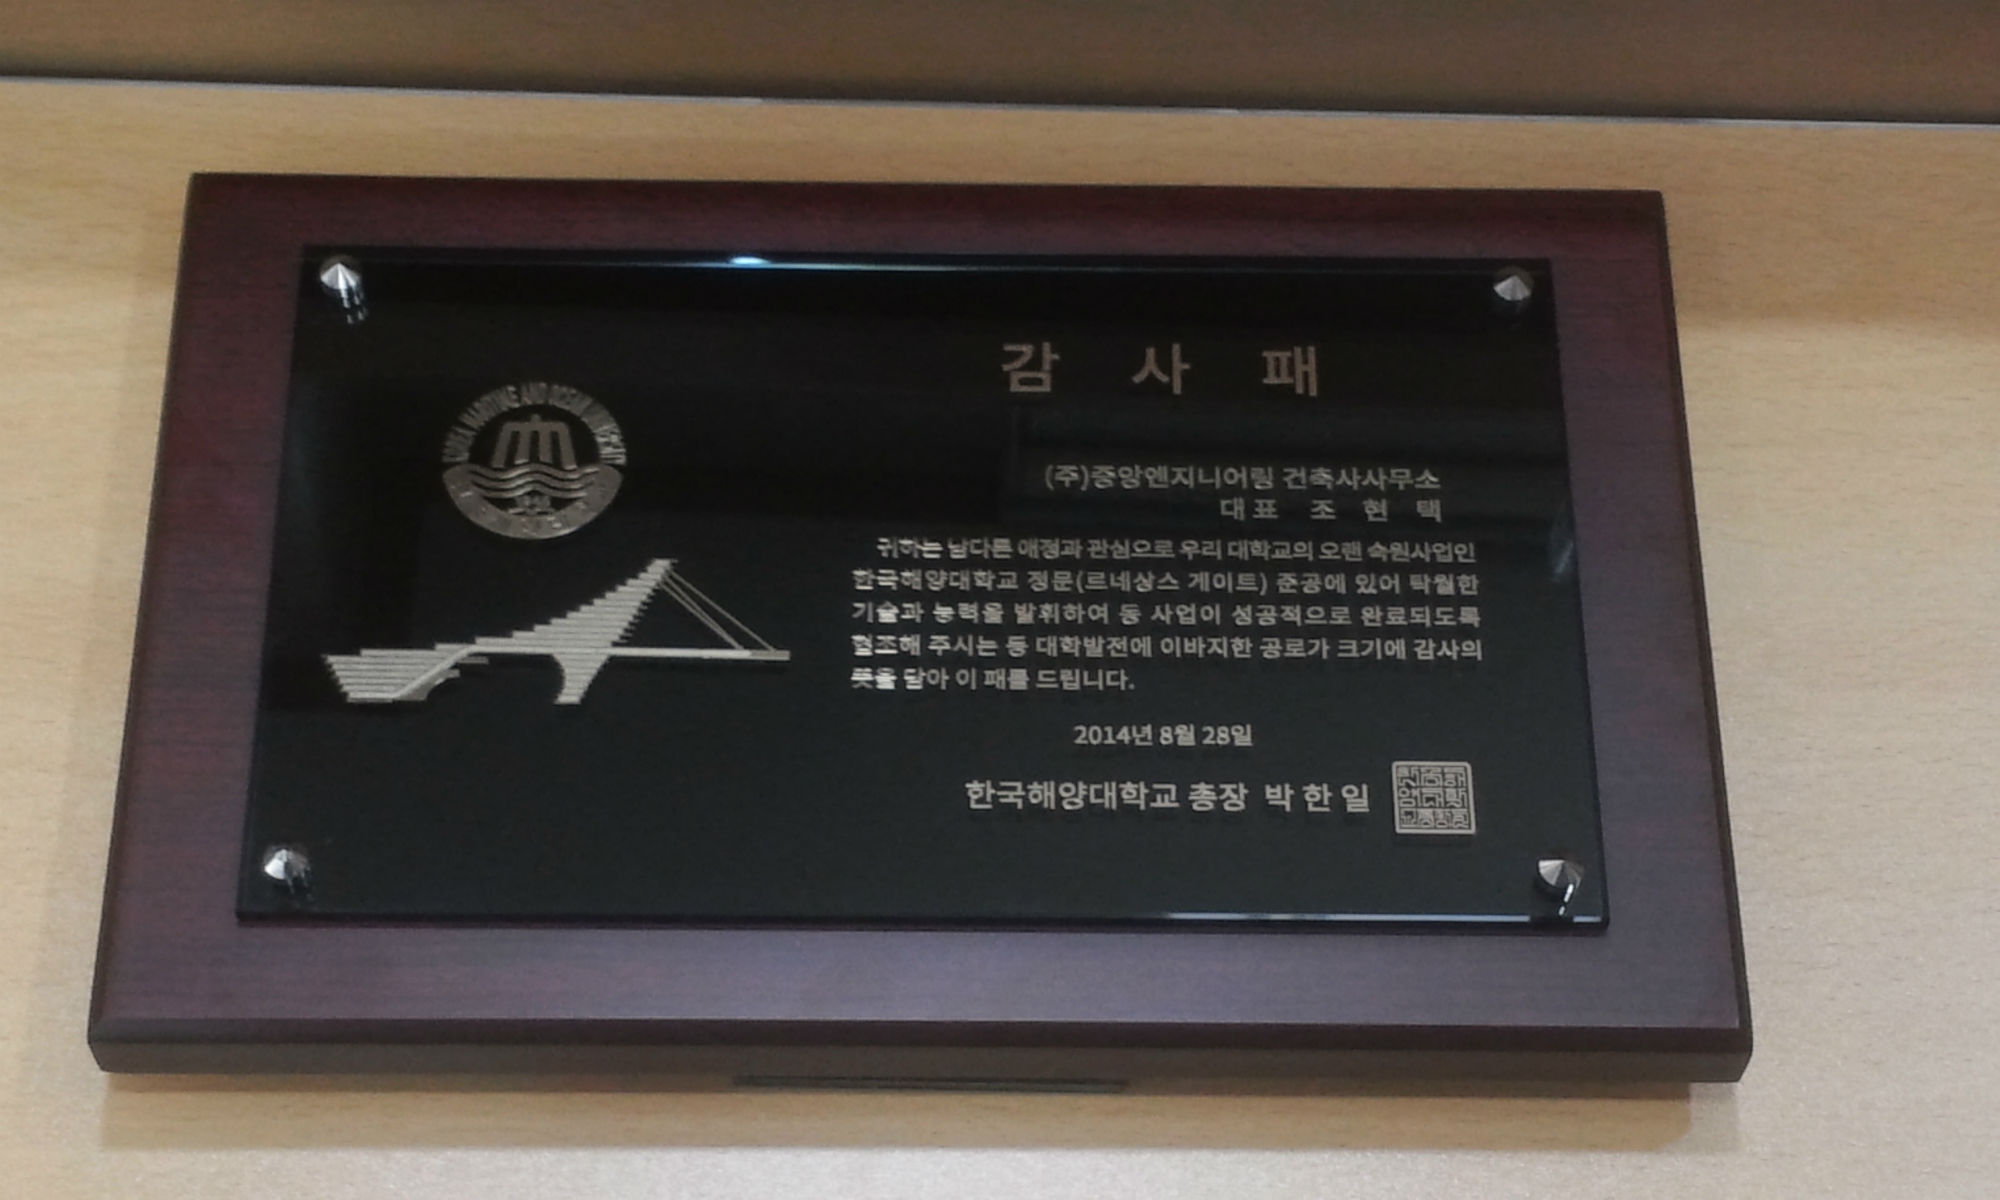 감 사 패
KOREA MARITIME AND OCEAN UNIVERSITY
(주)중앙엔지니어링 건축사사무소
대표 조 현 택
귀하는 남다른 애정과 관심으로 우리 대학교의 오랜 숙원사업인
한국해양대학교 정문(르네상스 게이트) 준공에 있어 탁월한
기술과 능력을 발휘하여 동 사업이 성공적으로 완료되도록
협조해 주시는 등 대학발전에 이바지한 공로가 크기에 감사의
뜻을 담아 이 패를 드립니다.
2014년 8월 28일
한국해양대학교 총장 박 한 일